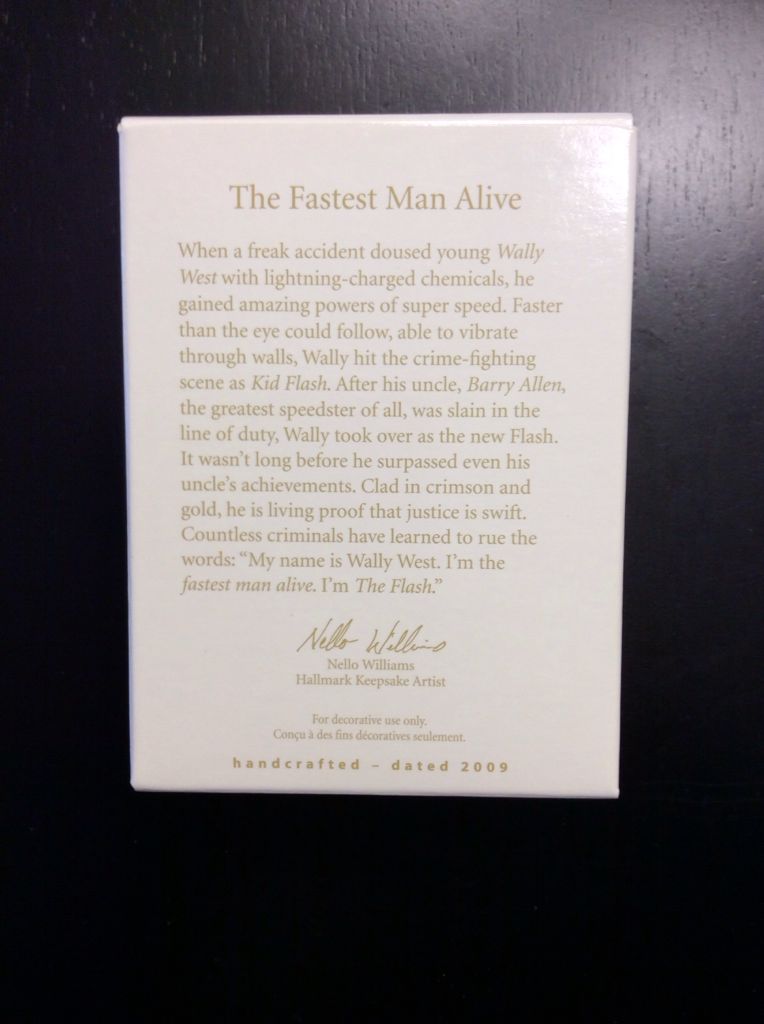 The Fastest Man Alive
When a freak accident doused young Wally
West with lightning-charged chemicals, he
gained amazing powers of super speed. Faster
than the eye could follow, able to vibrate
through walls, Wally hit the crime-fighting
scene as Kid Flash. After his uncle, Barry Allen,
the greatest speedster of all, was slain in the
line of duty, Wally took over as the new Flash.
It wasn't long before he surpassed even his
uncle's achievements. Clad in crimson and
gold, he is living proof that justice is swift.
Countless criminals have learned to rue the
words: “My name is Wally West. I'm the
fastest man alive. I'm The Flash.”
Nello Williams
Nello Williams
Hallmark Keepsake Artist
For decorative use only.
Conçu à des fins décoratives seulement.
handcrafted – dated 2009